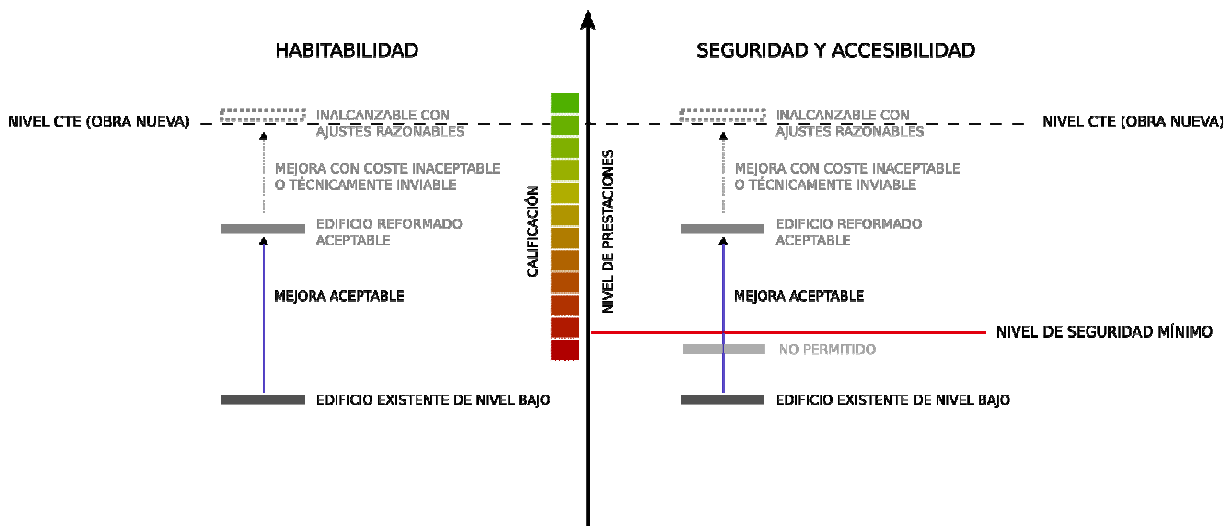 HABITABILIDAD
SEGURIDAD Y ACCESIBILIDAD
NIVEL CTE (OBRA NUEVA)
INALCANZABLE CON
AJUSTES RAZONABLES
MEJORA CON COSTE INACEPTABLE
O TÉCNICAMENTE INVIABLE
EDIFICIO REFORMADO
ACEPTABLE
MEJORA ACEPTABLE
EDIFICIO EXISTENTE DE NIVEL BAJO
CALIFICACIÓN
NIVEL DE PRESTACIONES
INALCANZABLE CON
AJUSTES RAZONABLES
NIVEL CTE (OBRA NUEVA)
MEJORA CON COSTE INACEPTABLE
O TÉCNICAMENTE INVIABLE
EDIFICIO REFORMADO
ACEPTABLE
MEJORA ACEPTABLE
NIVEL DE SEGURIDAD MÍNIMO
NO PERMITIDO
EDIFICIO EXISTENTE DE NIVEL BAJO